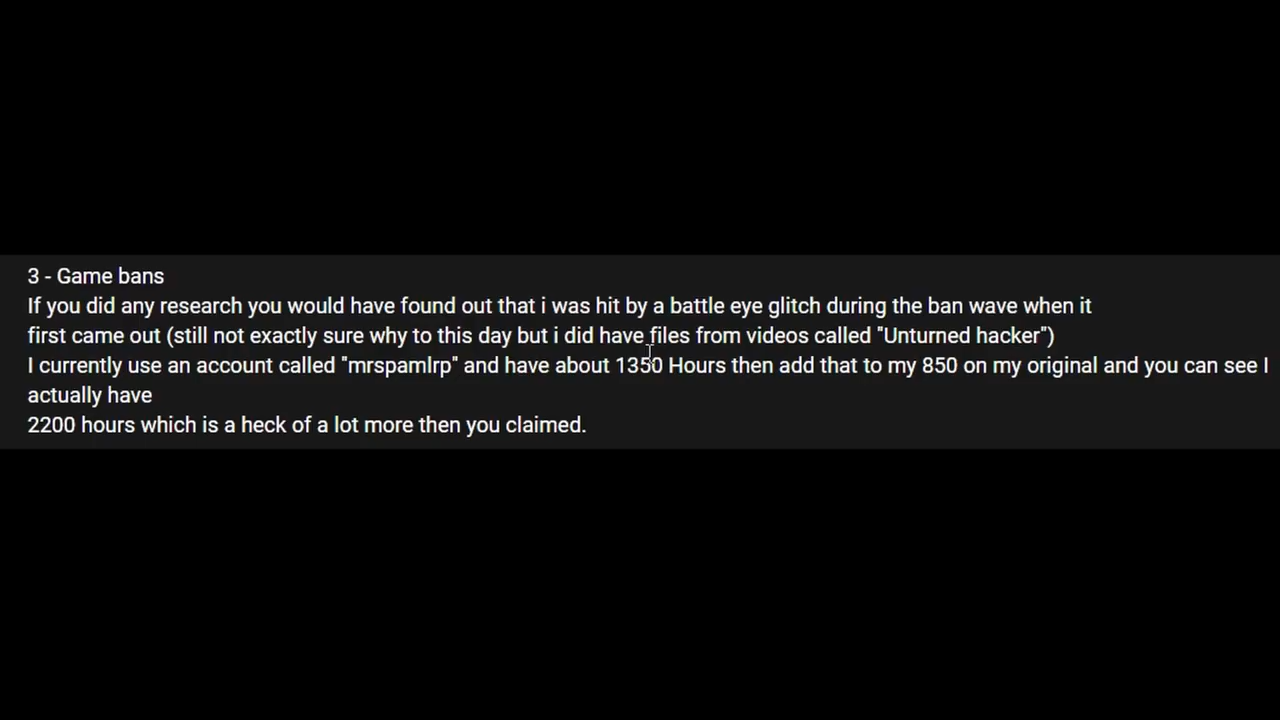 3 - Game bans
If you did any research you would have found out that i was hit by a battle eye glitch during the ban wave when it
first came out (still not exactly sure why to this day but i did have files from videos called "Unturned hacker")
I currently use an account called "mrspamlrp" and have about 1350 Hours then add that to my 850 on my original and you can see I
actually have
2200 hours which is a heck of a lot more then you claimed.